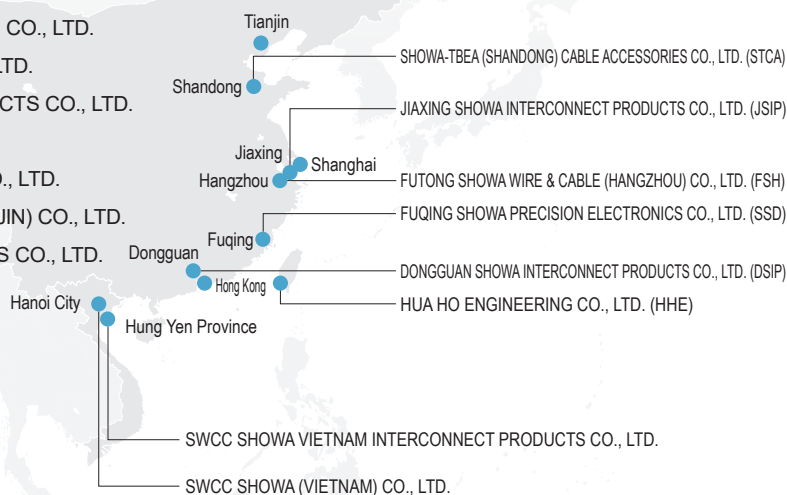 CO., LTD.
LTD.
CTS CO., LTD.
O., LTD.
JIN) CO., LTD.
S CO., LTD.
Tianjin
Shandong
Jiaxing
Shanghai
Hangzhou
Fuqing
Dongguan
Hong Kong
Hanoi City
Hung Yen Province
SHOWA-TBEA (SHANDONG) CABLE ACCESSORIES CO., LTD. (STCA)
JIAXING SHOWA INTERCONNECT PRODUCTS CO., LTD. (JSIP)
FUTONG SHOWA WIRE & CABLE (HANGZHOU) CO., LTD. (FSH)
FUQING SHOWA PRECISION ELECTRONICS CO., LTD. (SSD)
DONGGUAN SHOWA INTERCONNECT PRODUCTS CO., LTD. (DSIP)
HUA HO ENGINEERING CO., LTD. (HHE)
SWCC SHOWA VIETNAM INTERCONNECT PRODUCTS CO., LTD.
SWCC SHOWA (VIETNAM) CO., LTD.